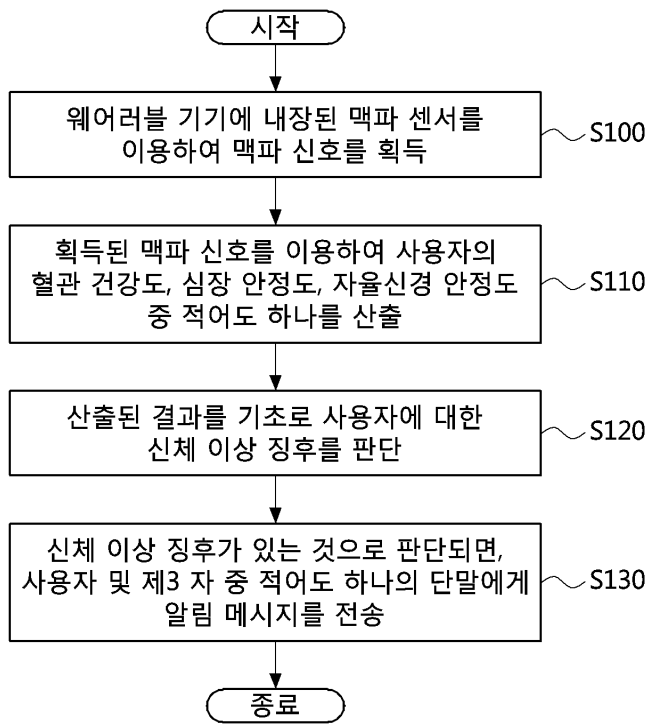 시작
웨어러블 기기에 내장된 맥파 센서를
이용하여 맥파 신호를 획득
S100
획득된 맥파 신호를 이용하여 사용자의
혈관 건강도, 심장 안정도, 자율신경 안정도
중 적어도 하나를 산출
S110
산출된 결과를 기초로 사용자에 대한
신체 이상 징후를 판단
S120
신체 이상 징후가 있는 것으로 판단되면,
사용자 및 제3 자 중 적어도 하나의 단말에게
알림 메시지를 전송
S130
종료